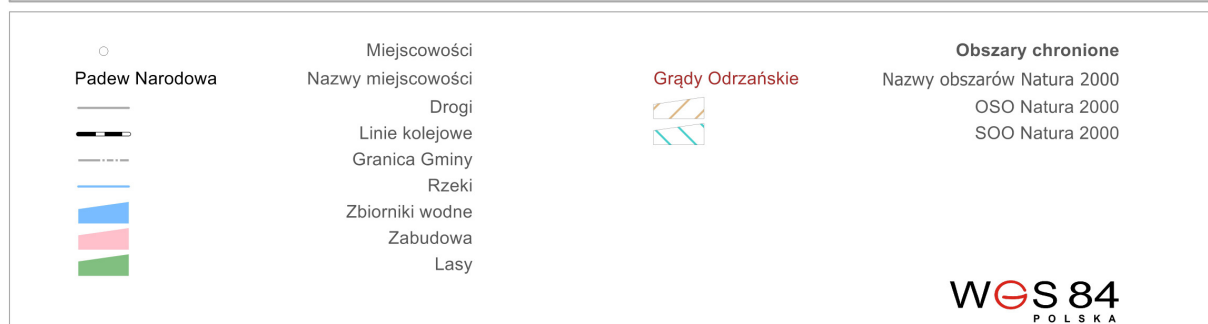 Miejscowości
Padew Narodowa Nazwy miejscowości
Drogi
Linie kolejowe
Granica Gminy
Rzeki
Zbiorniki wodne
Zabudowa
Lasy
Obszary chronione
Grądy Odrzańskie Nazwy obszarów Natura 2000
OSO Natura 2000
SOO Natura 2000
WGS 84
POLSKA